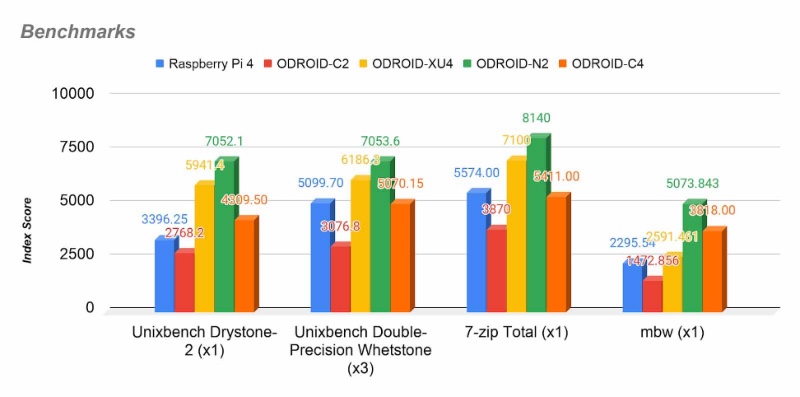 Benchmarks
Raspberry Pi 4 ODROID-C2 ODROID-XU4 ODROID-N2 ODROID-C4
10000
7500
5000
2500
0
Index Score
3396.25 2768.2 5941.4 7052.1 4309.50
5099.70 3076.8 6186.3 7053.6 5070.15
5574.00 3870 7100 8140 5411.00
2295.54 1472.856 2591.461 5073.843 3818.00
Unixbench Drystone-
2 (x1)
Unixbench Double-
Precision Whetstone
(x3)
7-zip Total (x1)
mbw (x1)